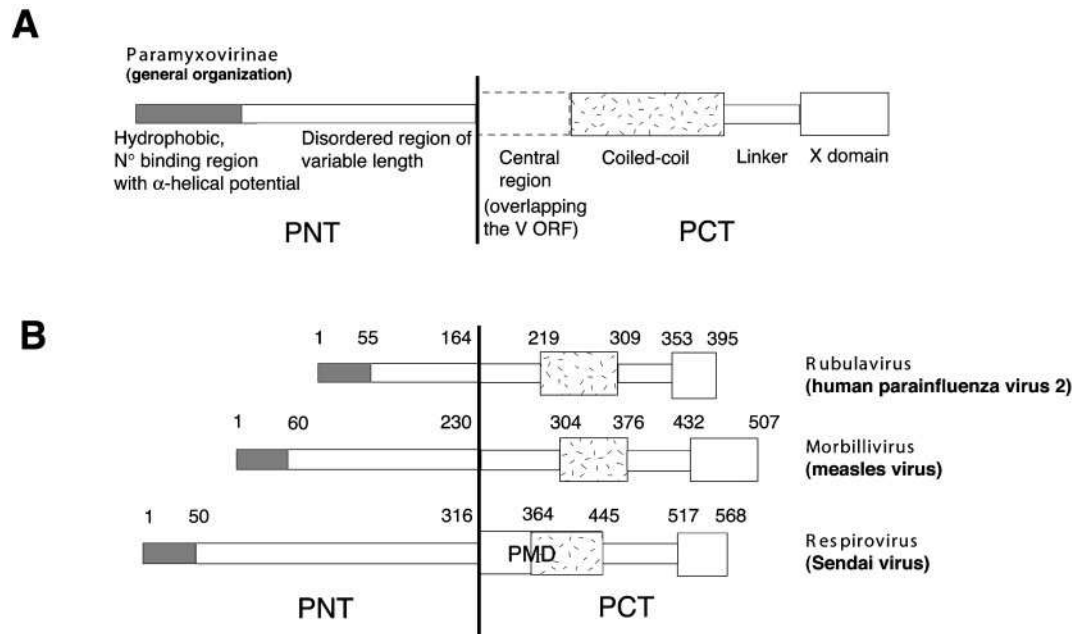 A
Paramyxovirinae
(general organization)
Hydrophobic,
N° binding region
with α-helical potential
Disordered region of
variable length
Central
region
(overlapping
the V ORF)
Coiled-coil
Linker
X domain
PNT
PCT
B
1 55 164 219 309 353 395
Rubulavirus
(human parainfluenza virus 2)
1 60 230 304 376 432 507
Morbillivirus
(measles virus)
1 50 316 364 445 517 568
PMD
Respirovirus
(Sendai virus)
PNT
PCT